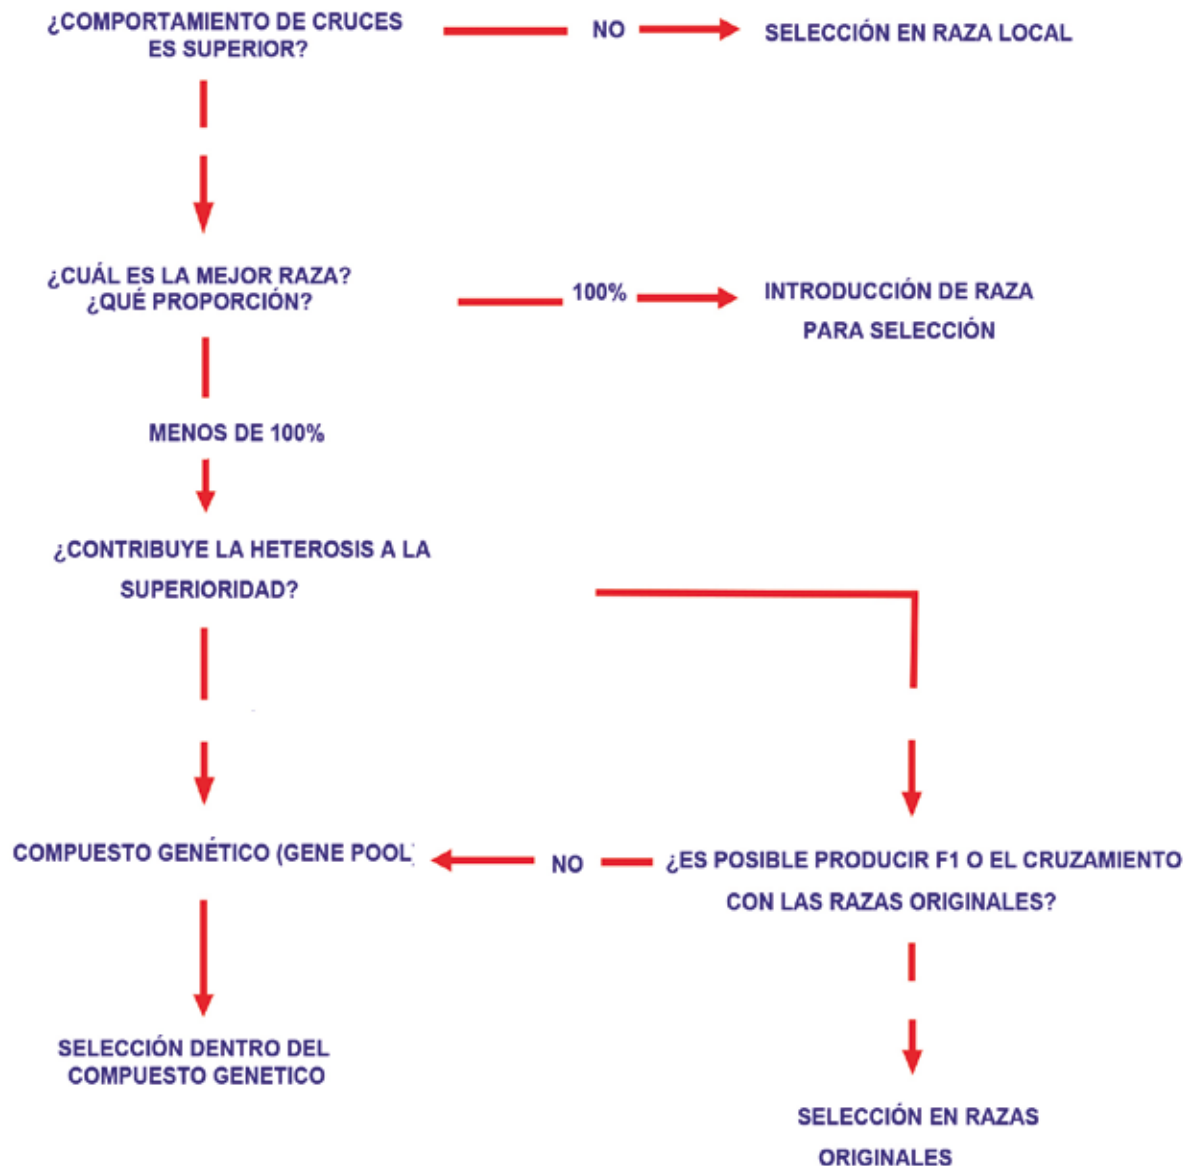 ¿COMPORTAMIENTO DE CRUCES
ES SUPERIOR?
NO
SELECCIÓN EN RAZA LOCAL
¿CUÁL ES LA MEJOR RAZA?
¿QUÉ PROPORCIÓN?
100%
INTRODUCCIÓN DE RAZA
PARA SELECCIÓN
MENOS DE 100%
¿CONTRIBUYE LA HETEROSIS A LA
SUPERIORIDAD?
COMPUESTO GENÉTICO (GENE POOL)
NO
¿ES POSIBLE PRODUCIR F1 O EL CRUZAMIENTO
CON LAS RAZAS ORIGINALES?
SELECCIÓN DENTRO DEL
COMPUESTO GENETICO
SELECCIÓN EN RAZAS
ORIGINALES